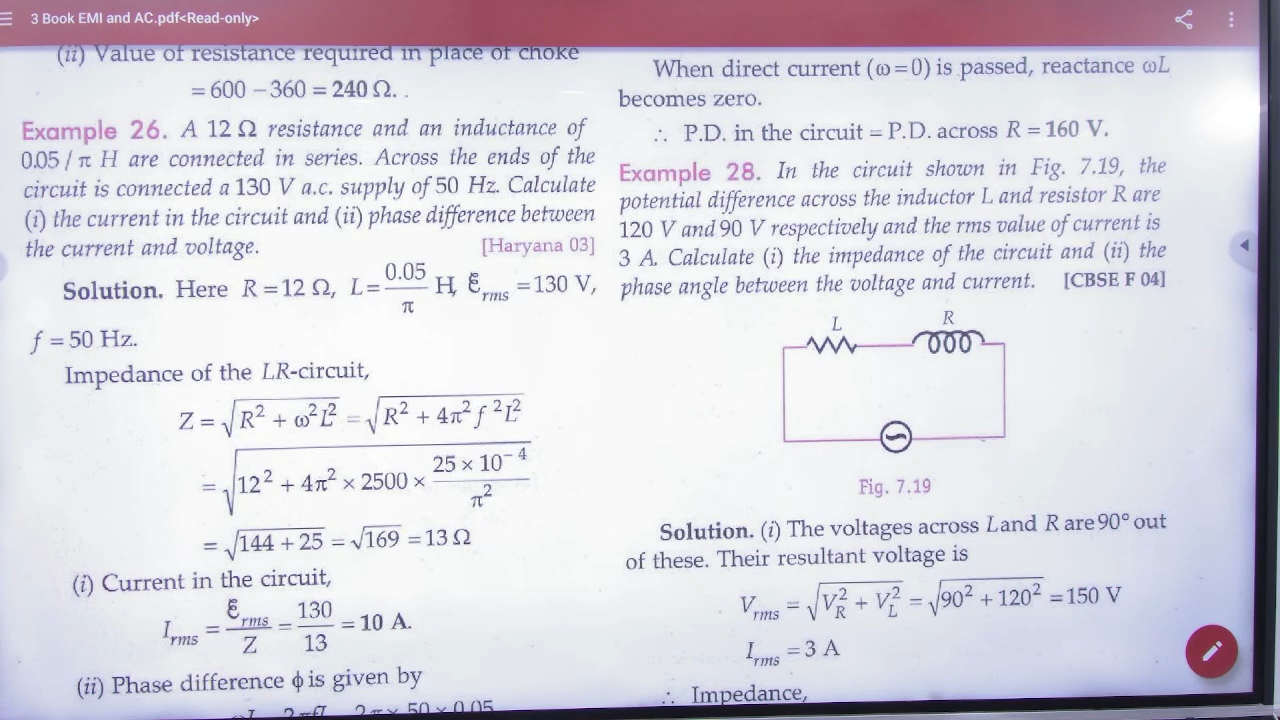 3 Book EMI and AC.pdf<Read-only>
(ii) Value of resistance required in place of choke
= 600 − 360 = 240 Ω. .
Example 26. A 12 Ω resistance and an inductance of
0.05 / π H are connected in series. Across the ends of the
circuit is connected a 130 V a.c. supply of 50 Hz. Calculate
(i) the current in the circuit and (ii) phase difference between
the current and voltage. [Haryana 03]
Solution. Here R = 12 Ω, L = 0.05/π H, ℰrms = 130 V,
f = 50 Hz.
Impedance of the LR-circuit,
Z = √(R² + ω²L²) = √(R² + 4π² f ²L²)
= √(12² + 4π² × 2500 × 25 × 10⁻⁴/π²)
= √(144 + 25) = √169 = 13 Ω
(i) Current in the circuit,
Irms = ℰrms/Z = 130/13 = 10 A.
(ii) Phase difference ϕ is given by
When direct current (ω = 0) is passed, reactance ωL
becomes zero.
∴ P.D. in the circuit = P.D. across R = 160 V.
Example 28. In the circuit shown in Fig. 7.19, the
potential difference across the inductor L and resistor R are
120 V and 90 V respectively and the rms value of current is
3 A. Calculate (i) the impedance of the circuit and (ii) the
phase angle between the voltage and current. [CBSE F 04]
L R
Fig. 7.19
Solution. (i) The voltages across L and R are 90° out
of these. Their resultant voltage is
Vrms = √(V²R + V²L) = √(90² + 120²) = 150 V
Irms = 3 A
∴ Impedance,